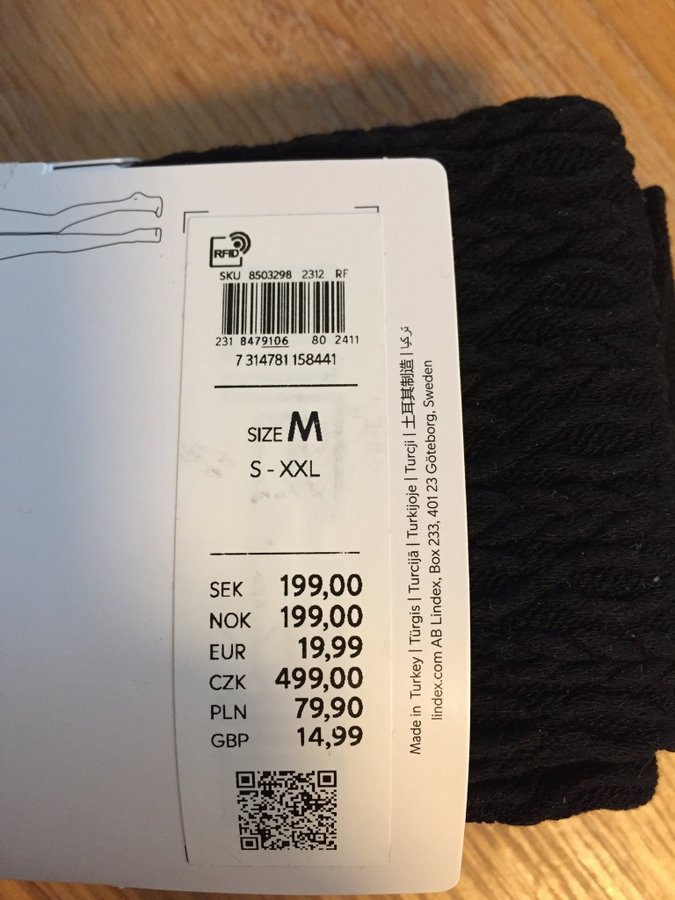 RFID
SKU 8503298 2312 RF
231 8479106 80 2411
7 314781 158441
SIZE M
S - XXL
SEK 199,00
NOK 199,00
EUR 19,99
CZK 499,00
PLN 79,90
GBP 14,99
Made in Turkey | Türgis | Turcijā | Turkijoje | Turcji | 土耳其制造 | تركيا
lindex.com AB Lindex, Box 233, 401 23 Göteborg, Sweden